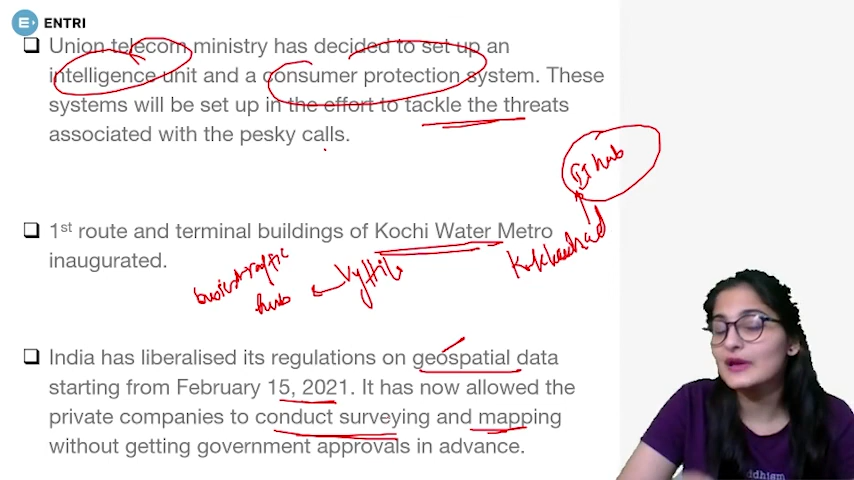 ENTRI
❑ Union telecom ministry has decided to set up an
intelligence unit and a consumer protection system. These
systems will be set up in the effort to tackle the threats
associated with the pesky calls.
IT hub
❑ 1st route and terminal buildings of Kochi Water Metro
inaugurated.
Kakkanad
Vyttila
traffic
hub
❑ India has liberalised its regulations on geospatial data
starting from February 15, 2021. It has now allowed the
private companies to conduct surveying and mapping
without getting government approvals in advance.